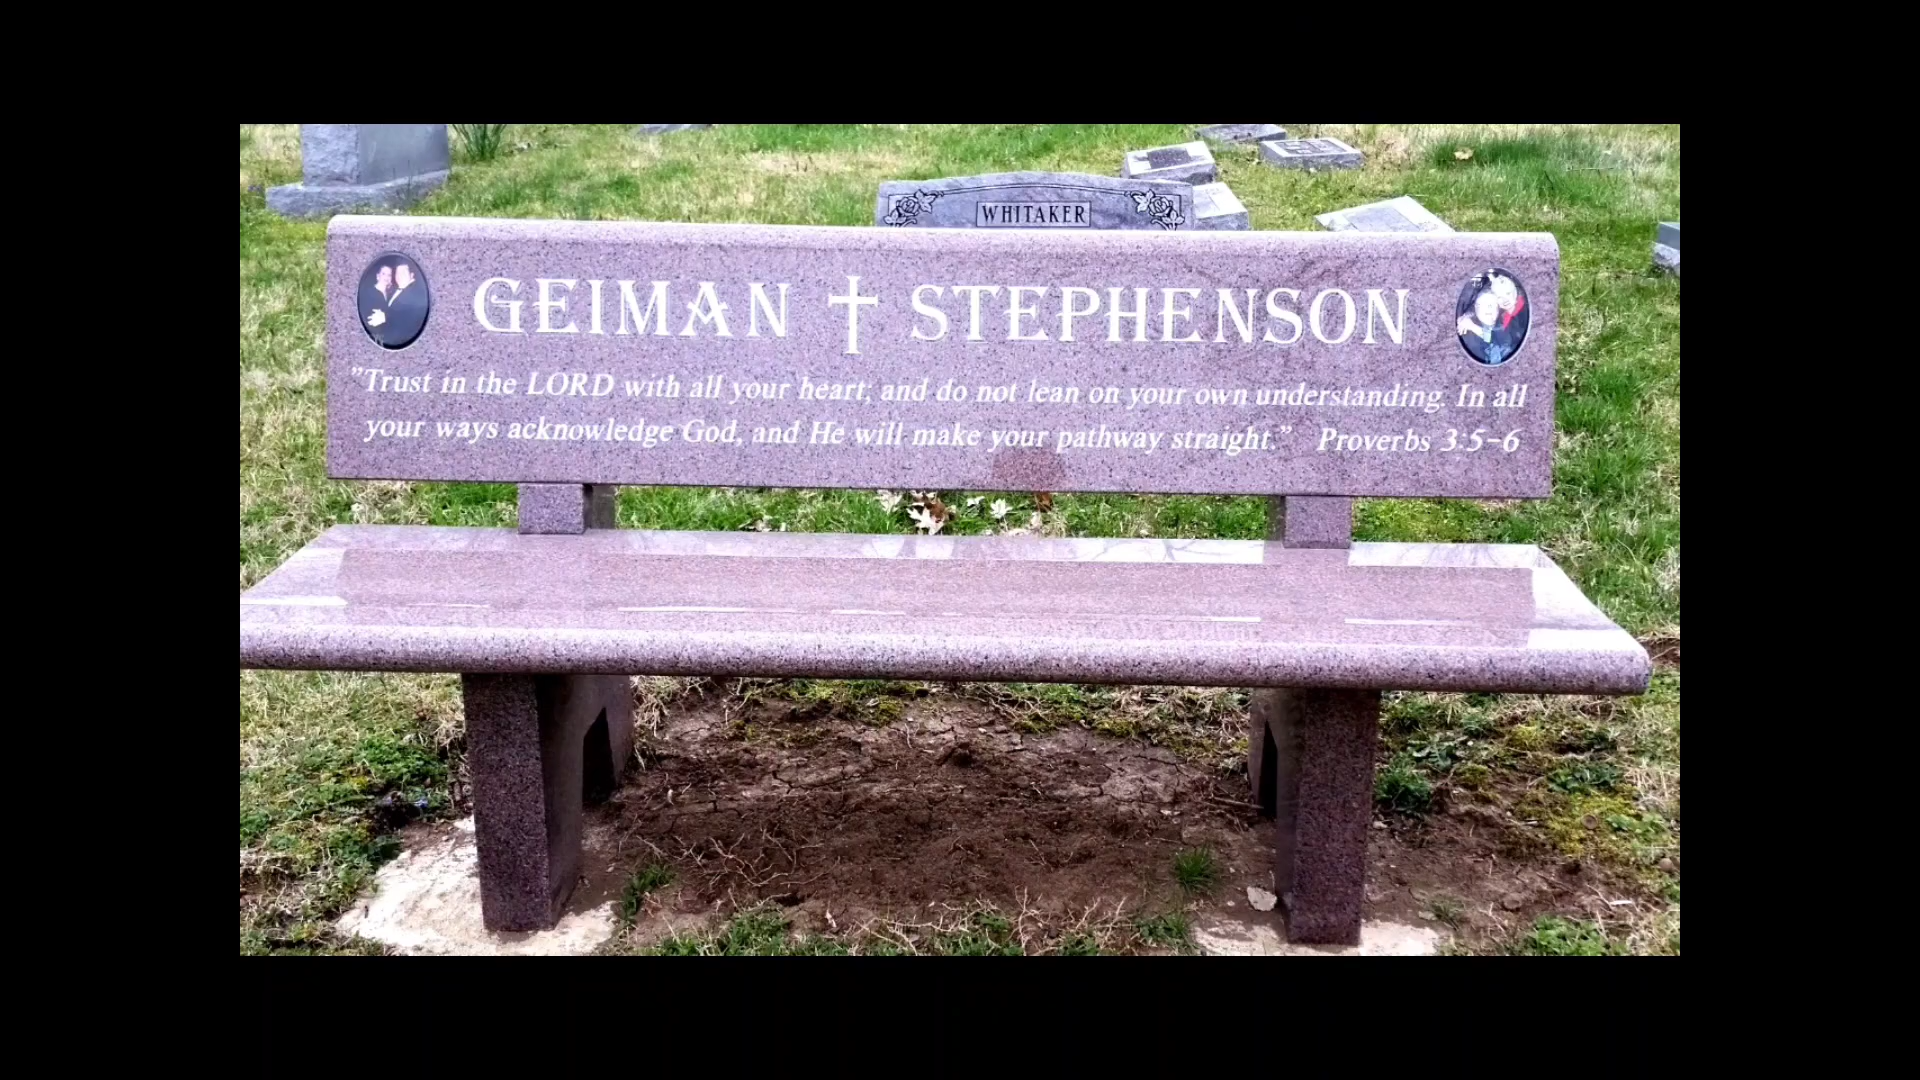 WHITAKER
GEIMAN † STEPHENSON
"Trust in the LORD with all your heart; and do not lean on your own understanding. In all
your ways acknowledge God, and He will make your pathway straight." Proverbs 3:5-6